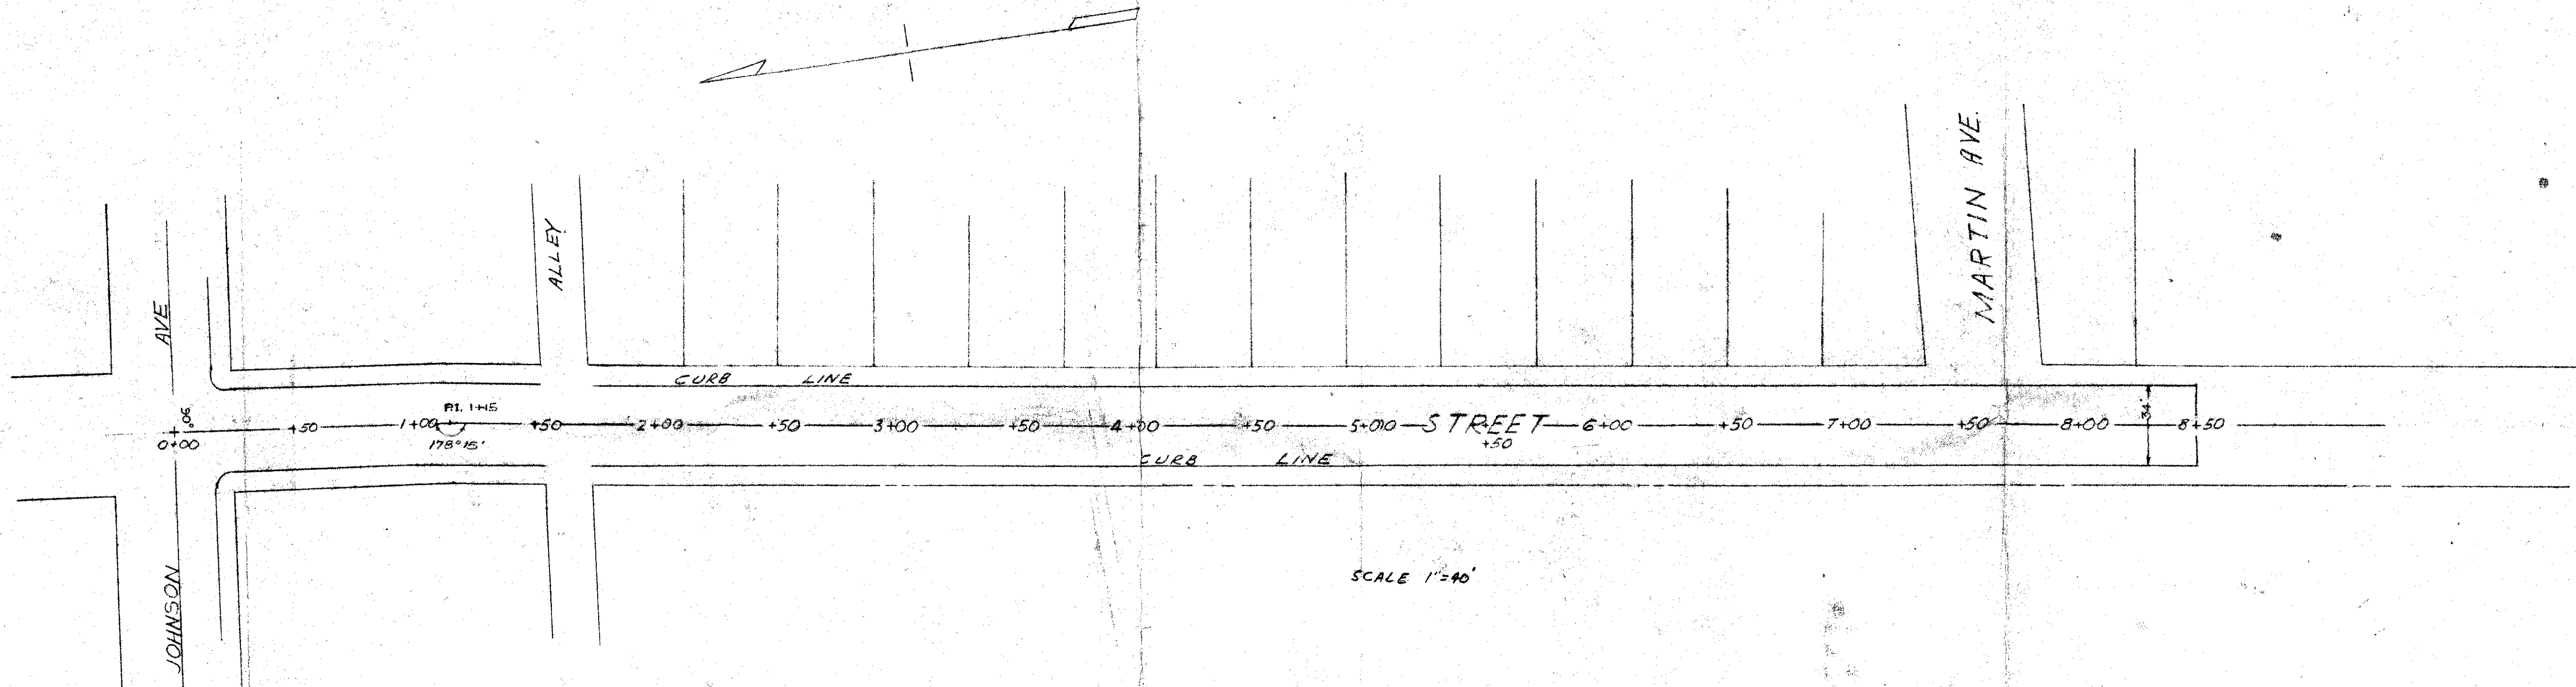 MARTIN AVE.
ALLEY
AVE
JOHNSON
CURB LINE
P.I. 1+15
90°
0+00 +50 1+00 +50 2+00 +50 3+00 +50 4+00 +50 5+00 STREET 6+00 +50 7+00 +50 8+00 8+50
178°15'
+50
34'
CURB LINE
SCALE 1"=40'